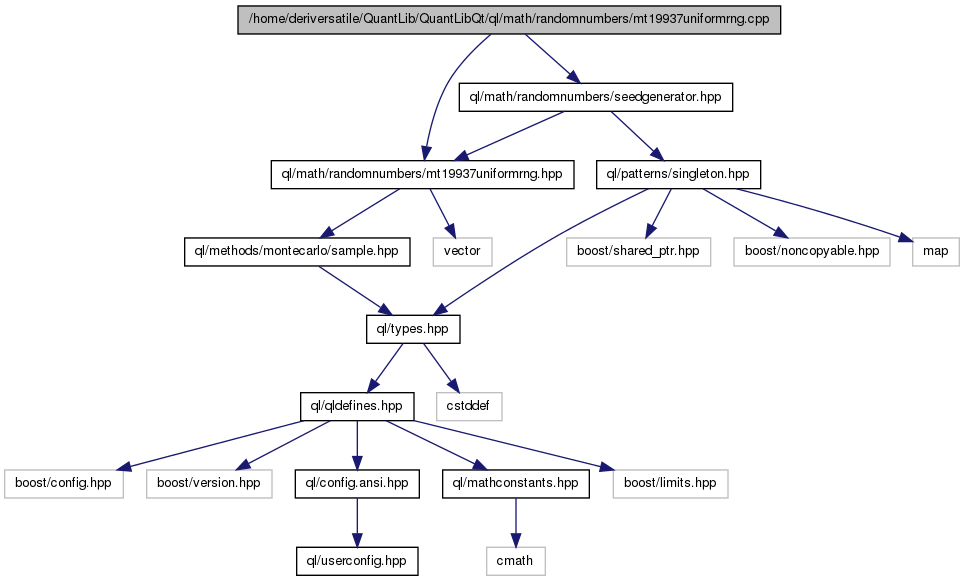 /home/deriversatile/QuantLib/QuantLibQt/ql/math/randomnumbers/mt19937uniformrng.cpp
ql/math/randomnumbers/seedgenerator.hpp
ql/math/randomnumbers/mt19937uniformrng.hpp
ql/patterns/singleton.hpp
ql/methods/montecarlo/sample.hpp
vector
boost/shared_ptr.hpp
boost/noncopyable.hpp
map
ql/types.hpp
ql/qldefines.hpp
cstddef
boost/config.hpp
boost/version.hpp
ql/config.ansi.hpp
ql/mathconstants.hpp
boost/limits.hpp
ql/userconfig.hpp
cmath